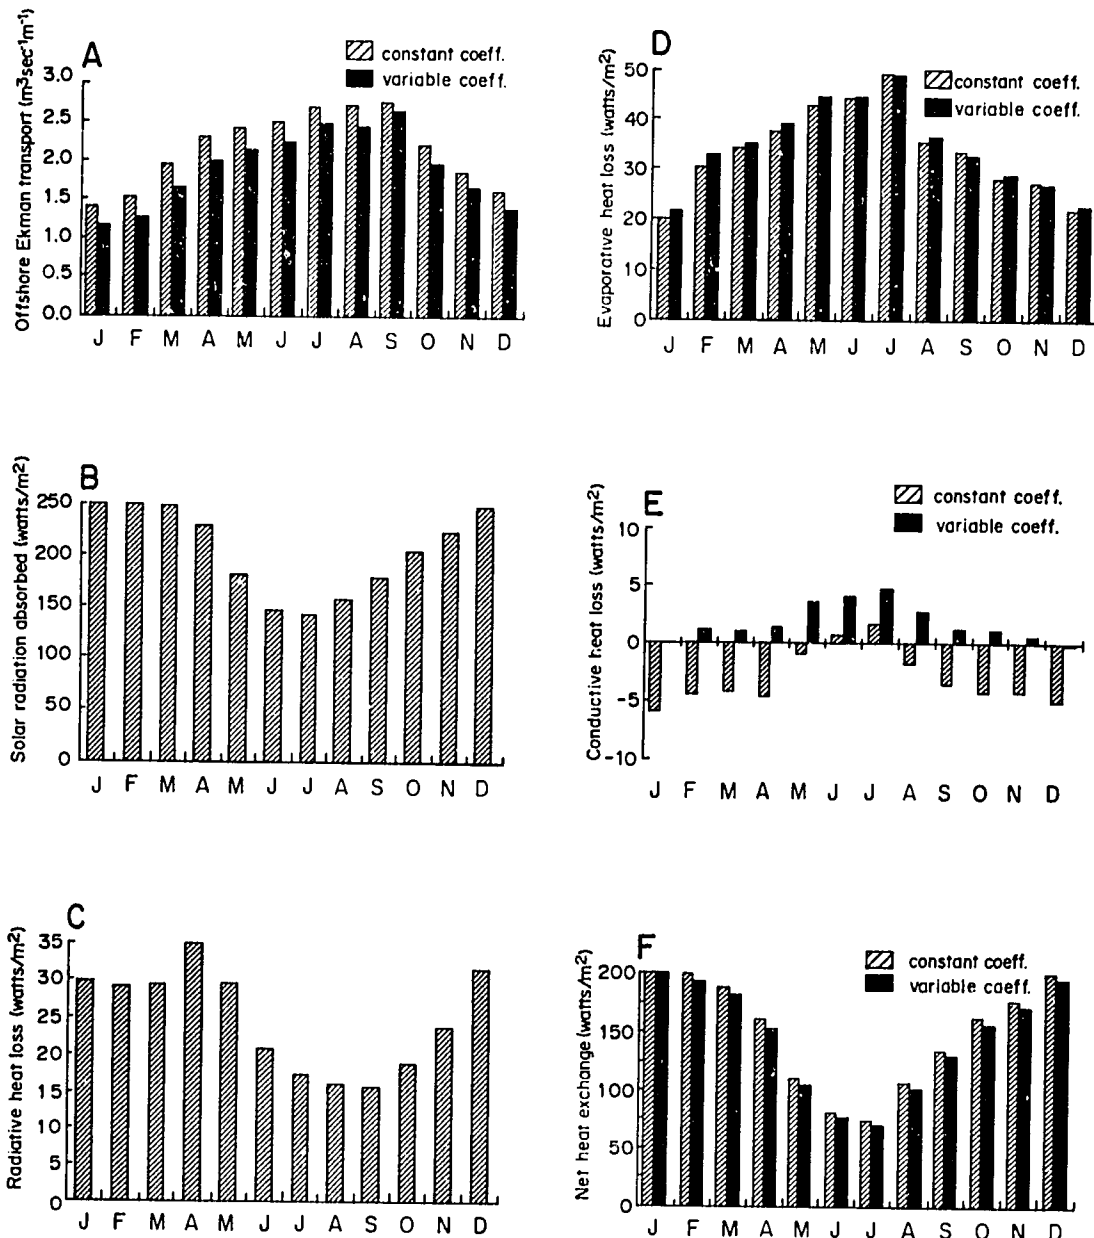 A
constant coeff.
variable coeff.
Offshore Ekman transport (m³sec⁻¹m⁻¹)
3.0
2.5
2.0
1.5
1.0
0.5
0.0
J F M A M J J A S O N D
D
constant coeff.
variable coeff.
Evaporative heat loss (watts/m²)
50
40
30
20
10
0
J F M A M J J A S O N D
B
Solar radiation absorbed (watts/m²)
250
200
150
100
50
0
J F M A M J J A S O N D
E
constant coeff.
variable coeff.
Conductive heat loss (watts/m²)
10
5
0
-5
-10
J F M A M J J A S O N D
C
Radiative heat loss (watts/m²)
35
30
20
15
10
5
0
J F M A M J J A S O N D
F
constant coeff.
variable caeff.
Net heat exchange (watts/m²)
200
150
100
50
0
J F M A M J J A S O N D